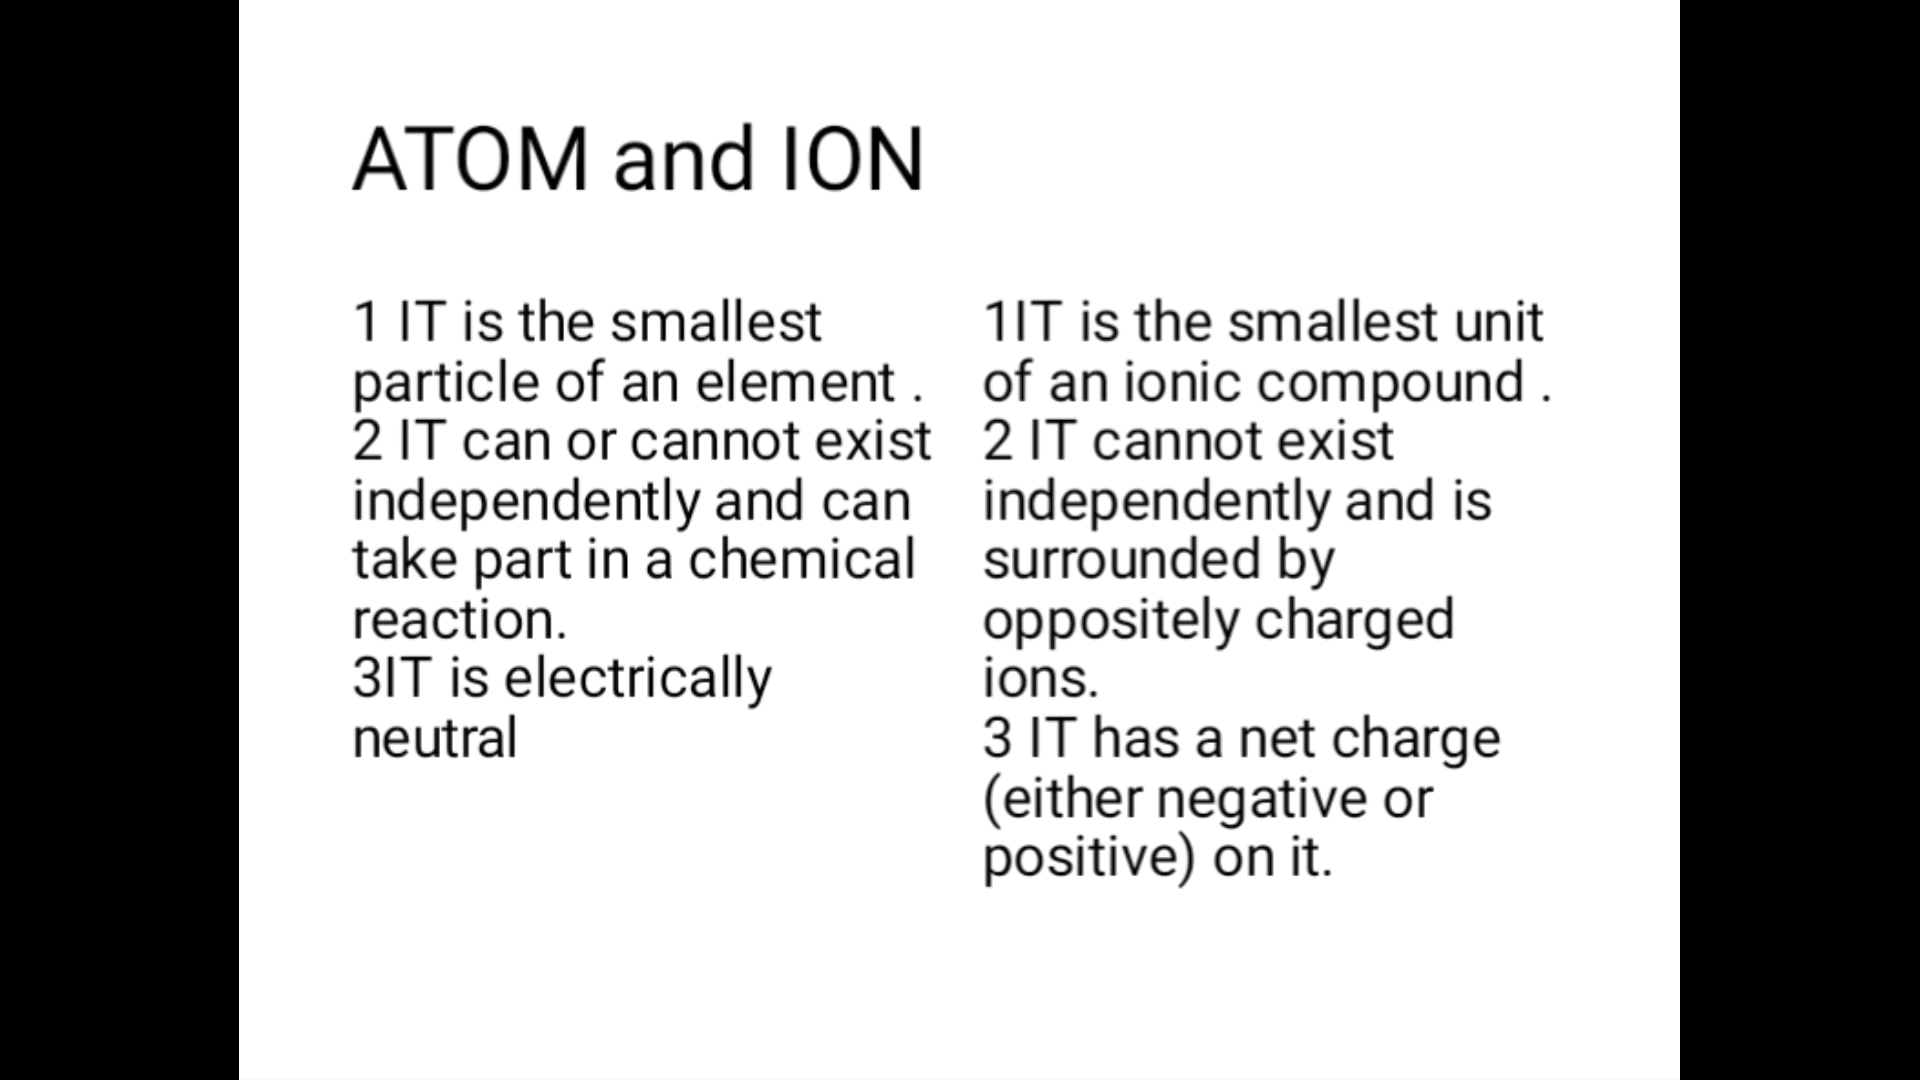 ATOM and ION
1 IT is the smallest
particle of an element .
2 IT can or cannot exist
independently and can
take part in a chemical
reaction.
3IT is electrically
neutral
1IT is the smallest unit
of an ionic compound .
2 IT cannot exist
independently and is
surrounded by
oppositely charged
ions.
3 IT has a net charge
(either negative or
positive) on it.